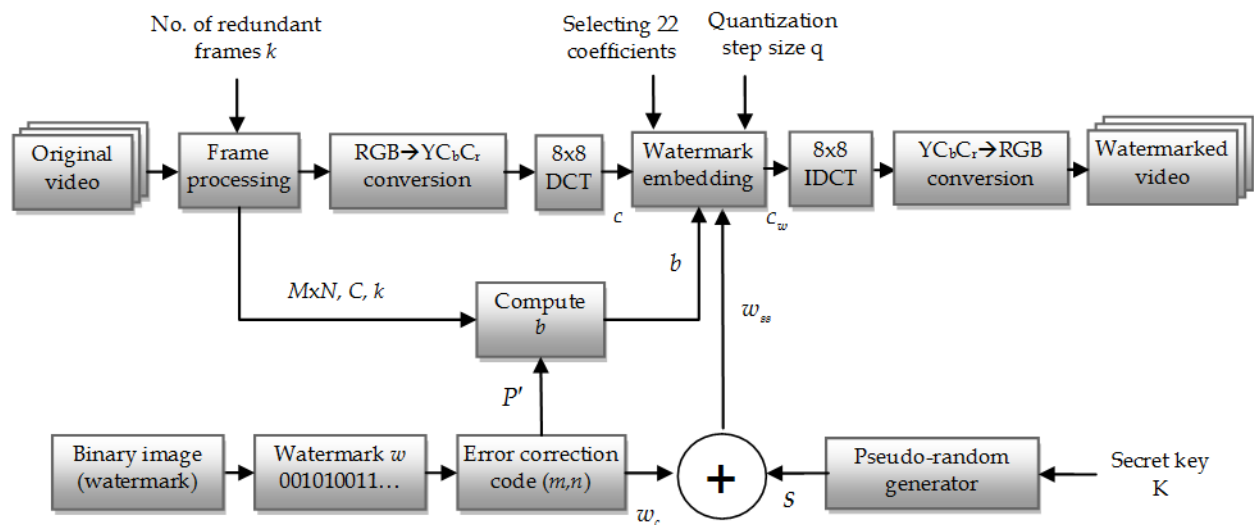 No. of redundant
frames k
Selecting 22
coefficients
Quantization
step size q
Original
video
Frame
processing
RGB→YCbCr
conversion
8x8
DCT
Watermark
embedding
8x8
IDCT
YCbCr→RGB
conversion
Watermarked
video
c
cw
MxN, C, k
Compute
b
b
wss
P'
Binary image
(watermark)
Watermark w
001010011...
Error correction
code (m,n)
wc
+
S
Pseudo-random
generator
Secret key
K